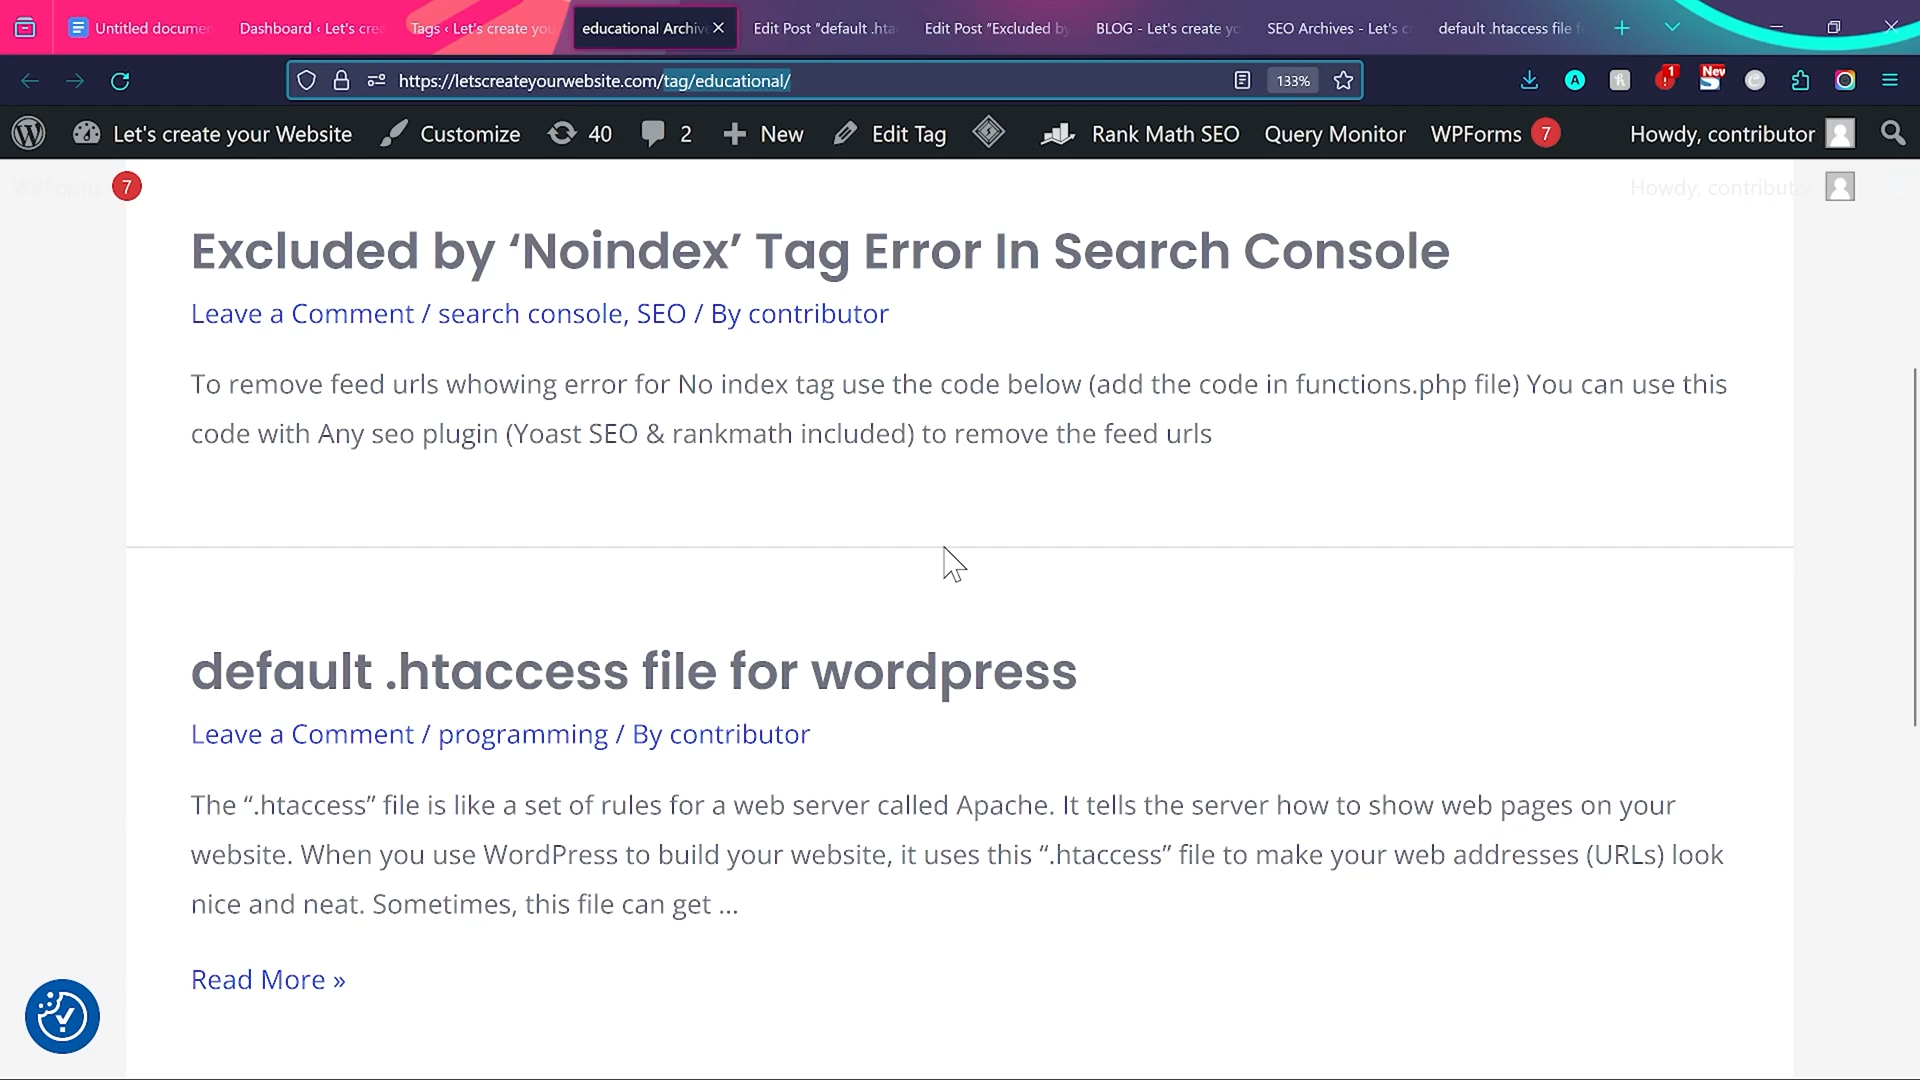 Untitled docume
Dashboard ‹ Let's cre
Tags ‹ Let's create you
educational Archiv
Edit Post "default .hta
Edit Post "Excluded by
BLOG - Let's create yo
SEO Archives - Let's c
default .htaccess file f
https://letscreateyourwebsite.com/tag/educational/
133%
1
New
Let's create your Website
Customize
40
2
New
Edit Tag
Rank Math SEO
Query Monitor
WPForms 7
Howdy, contributor
WPForms 7
Howdy, contributor
Excluded by ‘Noindex’ Tag Error In Search Console
Leave a Comment / search console, SEO / By contributor
To remove feed urls whowing error for No index tag use the code below (add the code in functions.php file) You can use this
code with Any seo plugin (Yoast SEO & rankmath included) to remove the feed urls
default .htaccess file for wordpress
Leave a Comment / programming / By contributor
The “.htaccess” file is like a set of rules for a web server called Apache. It tells the server how to show web pages on your
website. When you use WordPress to build your website, it uses this “.htaccess” file to make your web addresses (URLs) look
nice and neat. Sometimes, this file can get ...
Read More »